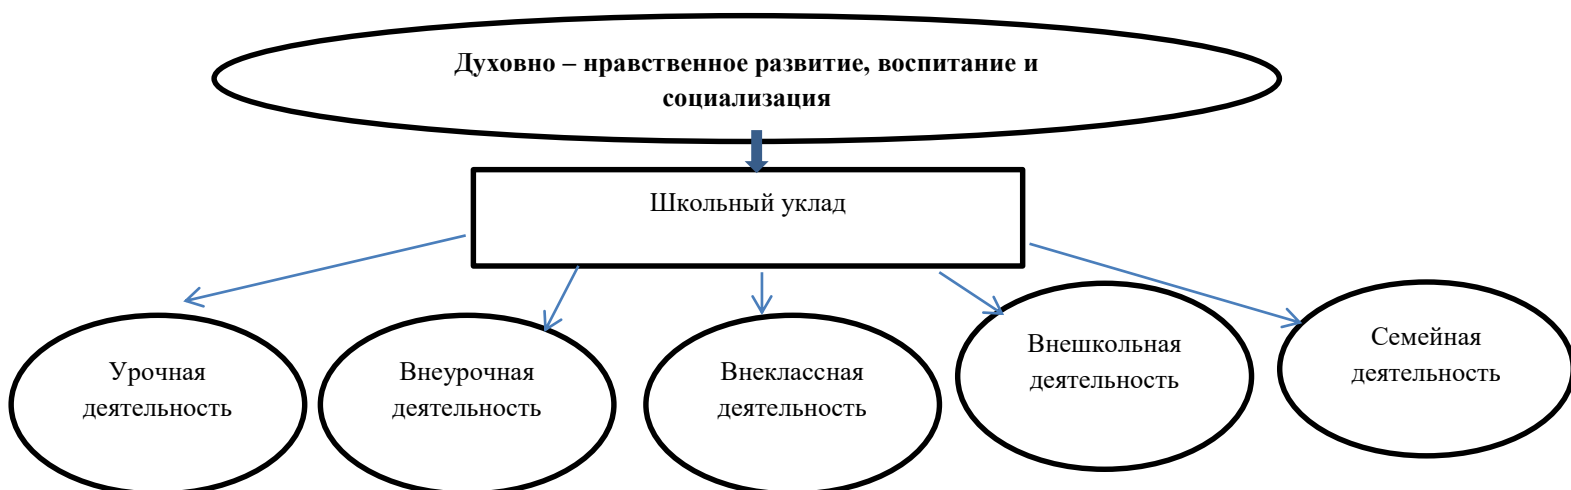 Духовно – нравственное развитие, воспитание и
социализация
Школьный уклад
Урочная
деятельность
Внеурочная
деятельность
Внеклассная
деятельность
Внешкольная
деятельность
Семейная
деятельность